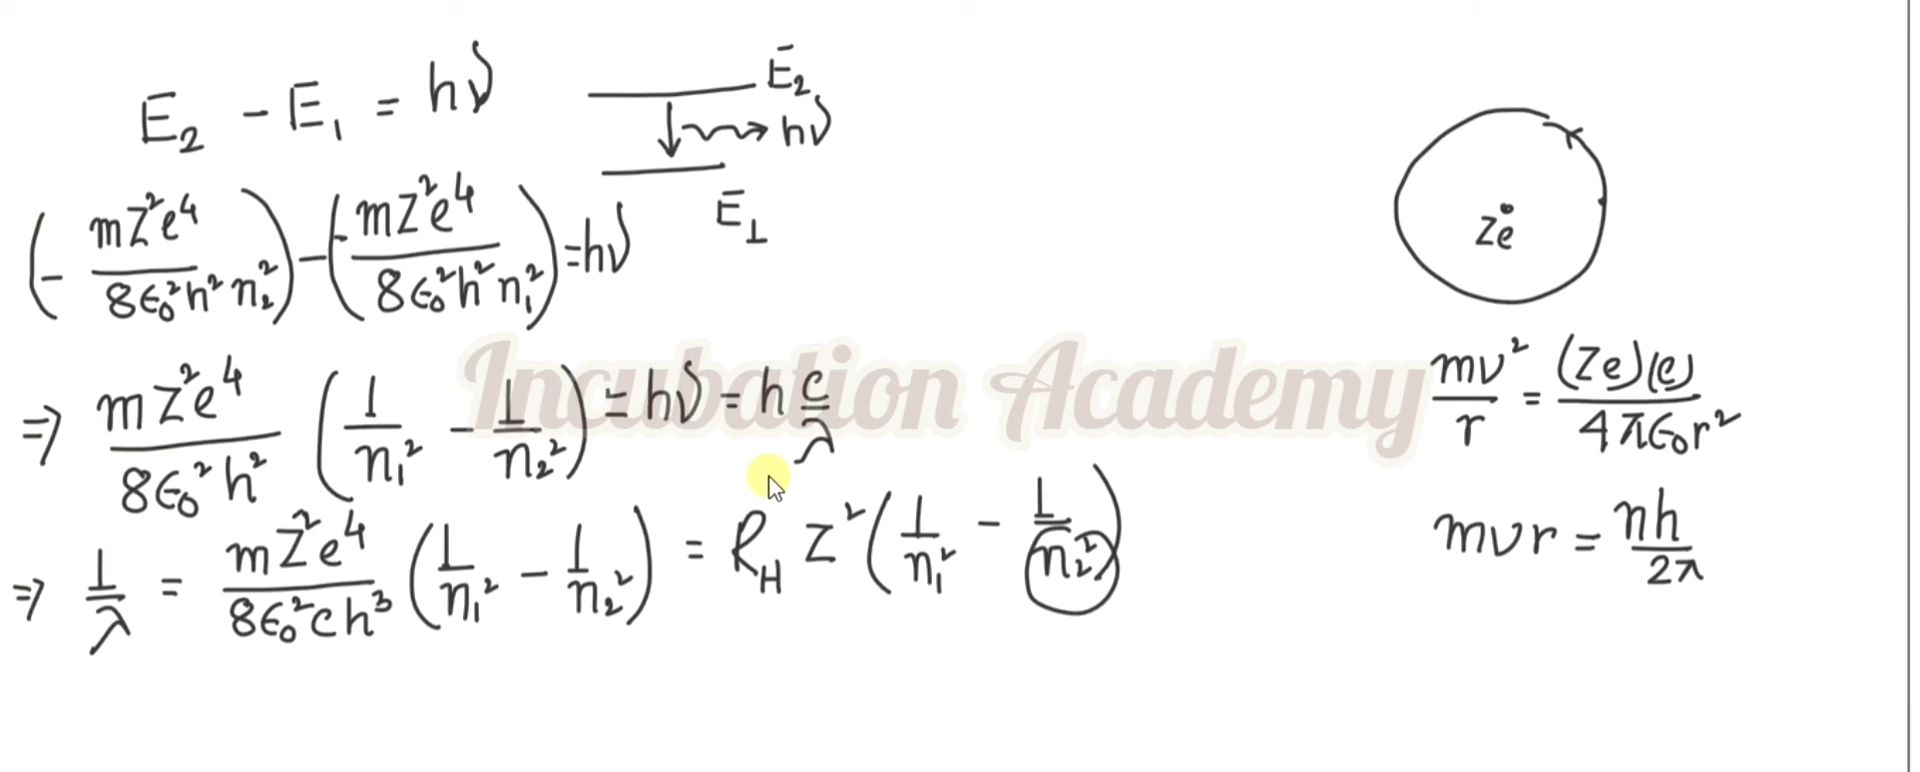 E₂ - E₁ = hν
E₂
hν
E₁
(- mZ²e⁴ / 8ϵ₀²h²n₂²) - (- mZ²e⁴ / 8ϵ₀²h²n₁²) = hν
Ze
⇒ mZ²e⁴ / 8ϵ₀²h² (1/n₁² - 1/n₂²) = hν = h c/λ
mv²/r = (Ze)(e) / 4πϵ₀r²
Incubation Academy
⇒ 1/λ = mZ²e⁴ / 8ϵ₀²ch³ (1/n₁² - 1/n₂²) = R_H Z² (1/n₁² - 1/n₂²)
mvr = nh/2π